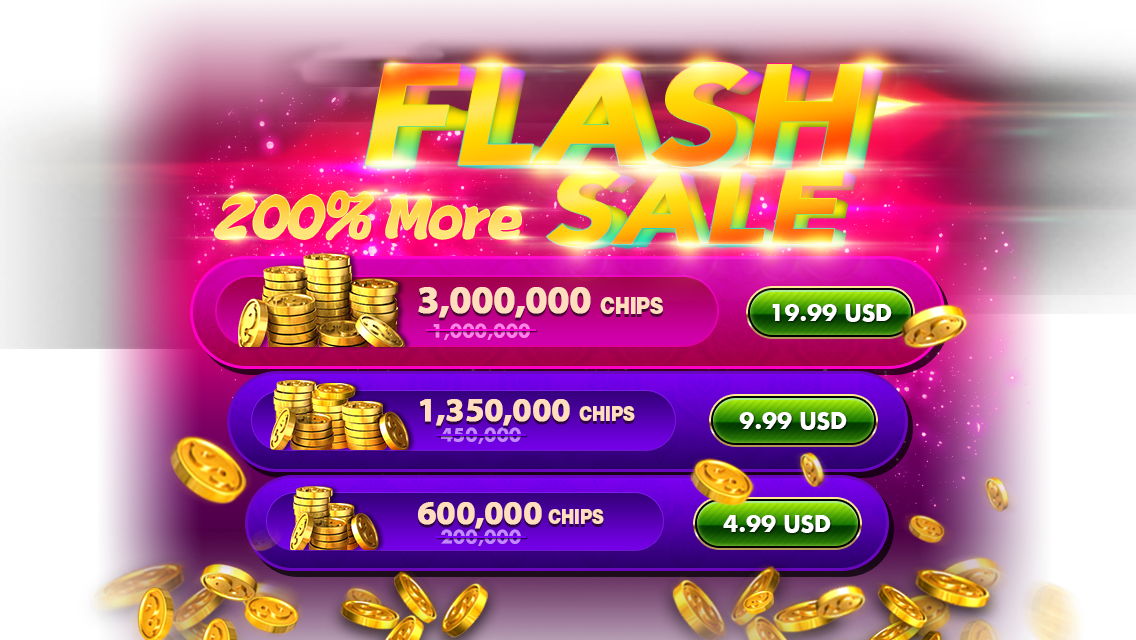 FLASH
200% More SALE
3,000,000 CHIPS
1,000,000
19.99 USD
1,350,000 CHIPS
450,000
9.99 USD
600,000 CHIPS
200,000
4.99 USD